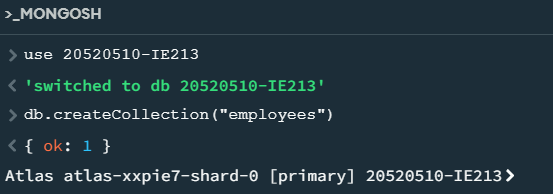 >_MONGOSH
> use 20520510-IE213
< 'switched to db 20520510-IE213'
> db.createCollection("employees")
< { ok: 1 }
Atlas atlas-xxpie7-shard-0 [primary] 20520510-IE213>